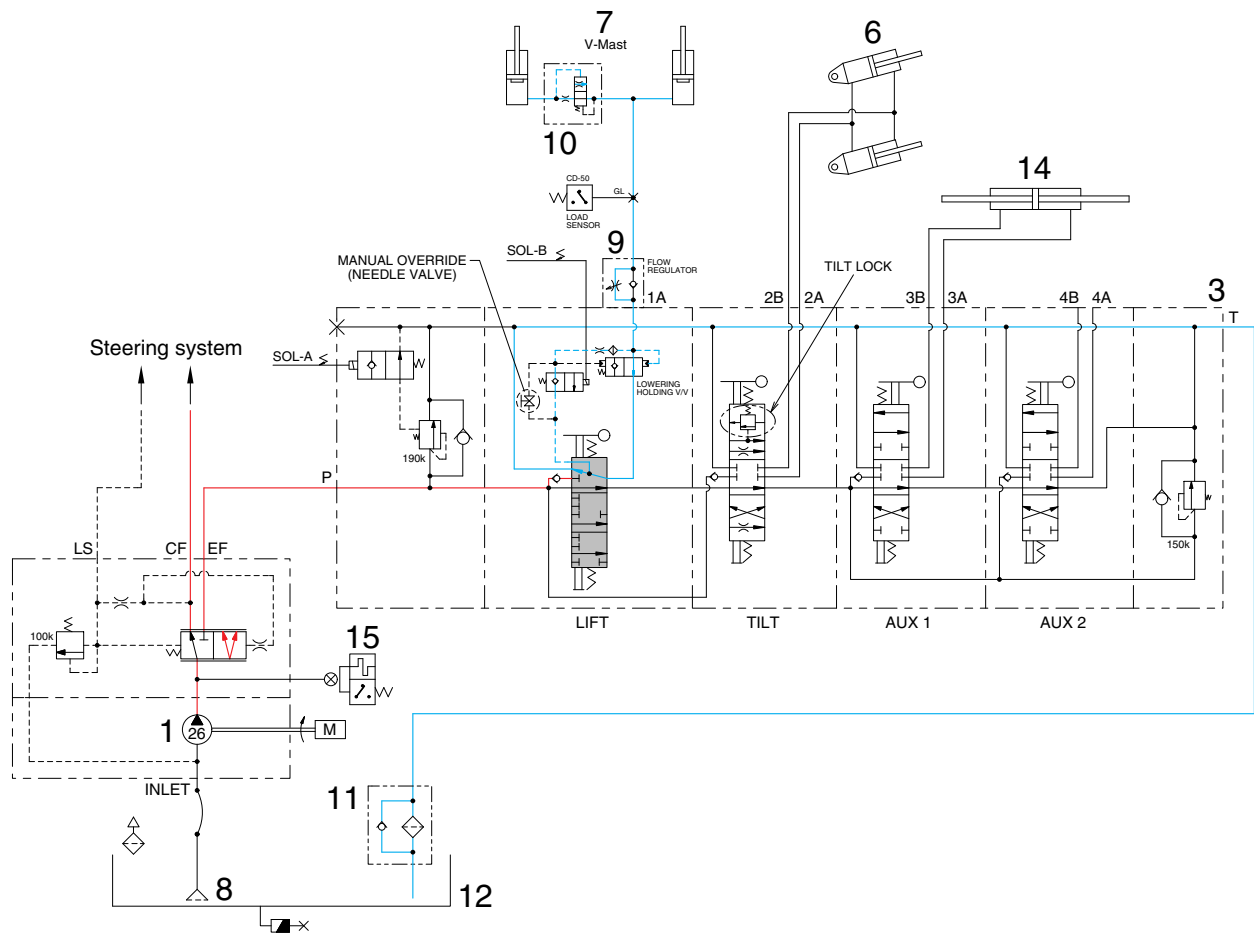 7
V-Mast
6
10
14
CD-50
GL
LOAD
SENSOR
SOL-B
9
FLOW
REGULATOR
MANUAL OVERRIDE
(NEEDLE VALVE)
TILT LOCK
1A
2B
2A
3B
3A
4B
4A
3
T
Steering system
SOL-A
LOWERING
HOLDING V/V
190k
P
LS
CF
EF
150k
LIFT
TILT
AUX 1
AUX 2
100k
15
1
26
M
INLET
11
8
12